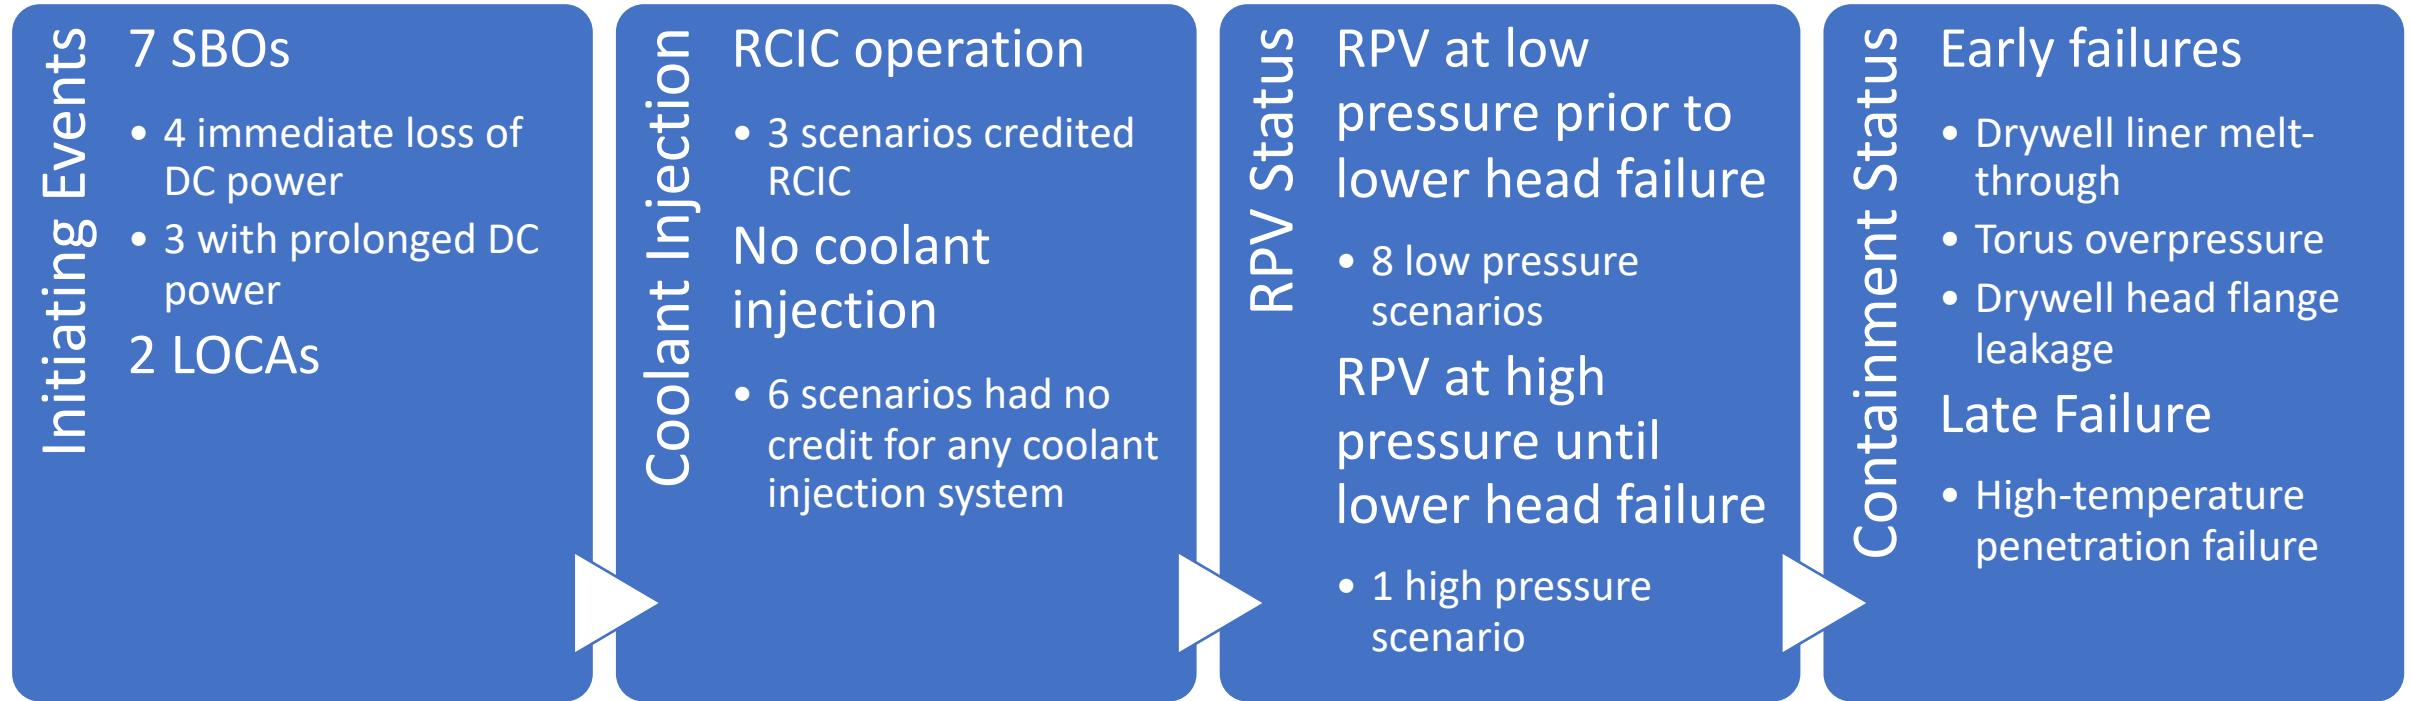 Initiating Events
7 SBOs
• 4 immediate loss of
DC power
• 3 with prolonged DC
power
2 LOCAs
Coolant Injection
RCIC operation
• 3 scenarios credited
RCIC
No coolant
injection
• 6 scenarios had no
credit for any coolant
injection system
RPV Status
RPV at low
pressure prior to
lower head failure
• 8 low pressure
scenarios
RPV at high
pressure until
lower head failure
• 1 high pressure
scenario
Containment Status
Early failures
• Drywell liner melt-
through
• Torus overpressure
• Drywell head flange
leakage
Late Failure
• High-temperature
penetration failure